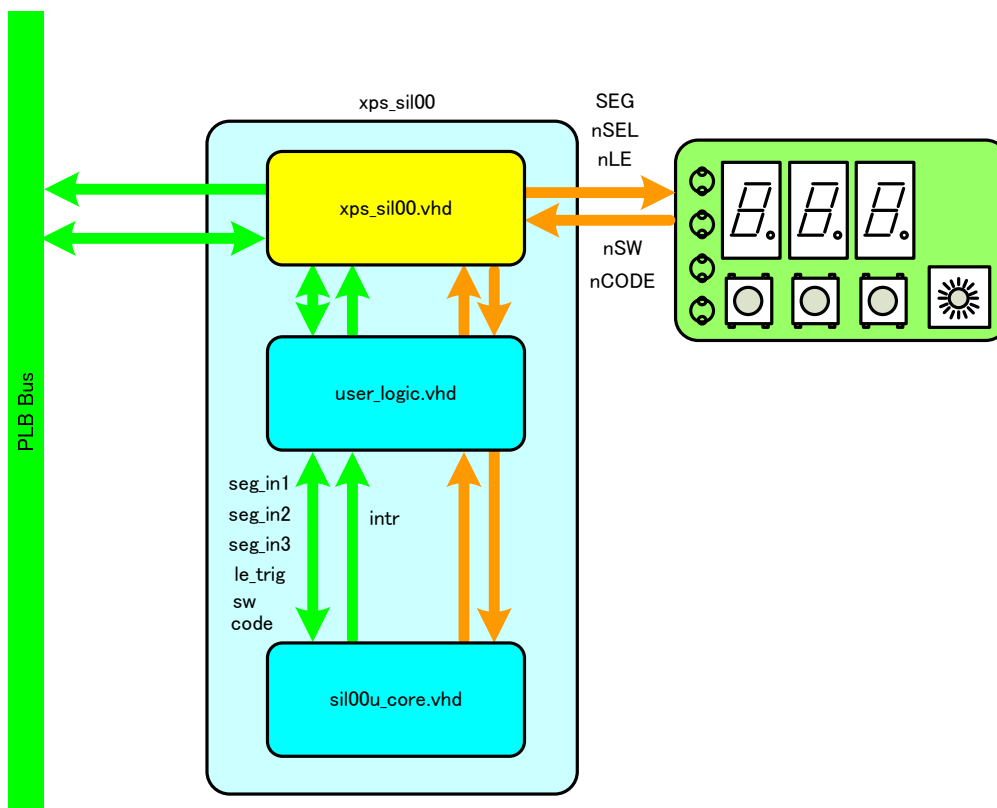 xps_sil00
SEG
nSEL
nLE
xps_sil00.vhd
nSW
nCODE
PLB Bus
user_logic.vhd
seg_in1
seg_in2
seg_in3
le_trig
sw
code
intr
sil00u_core.vhd